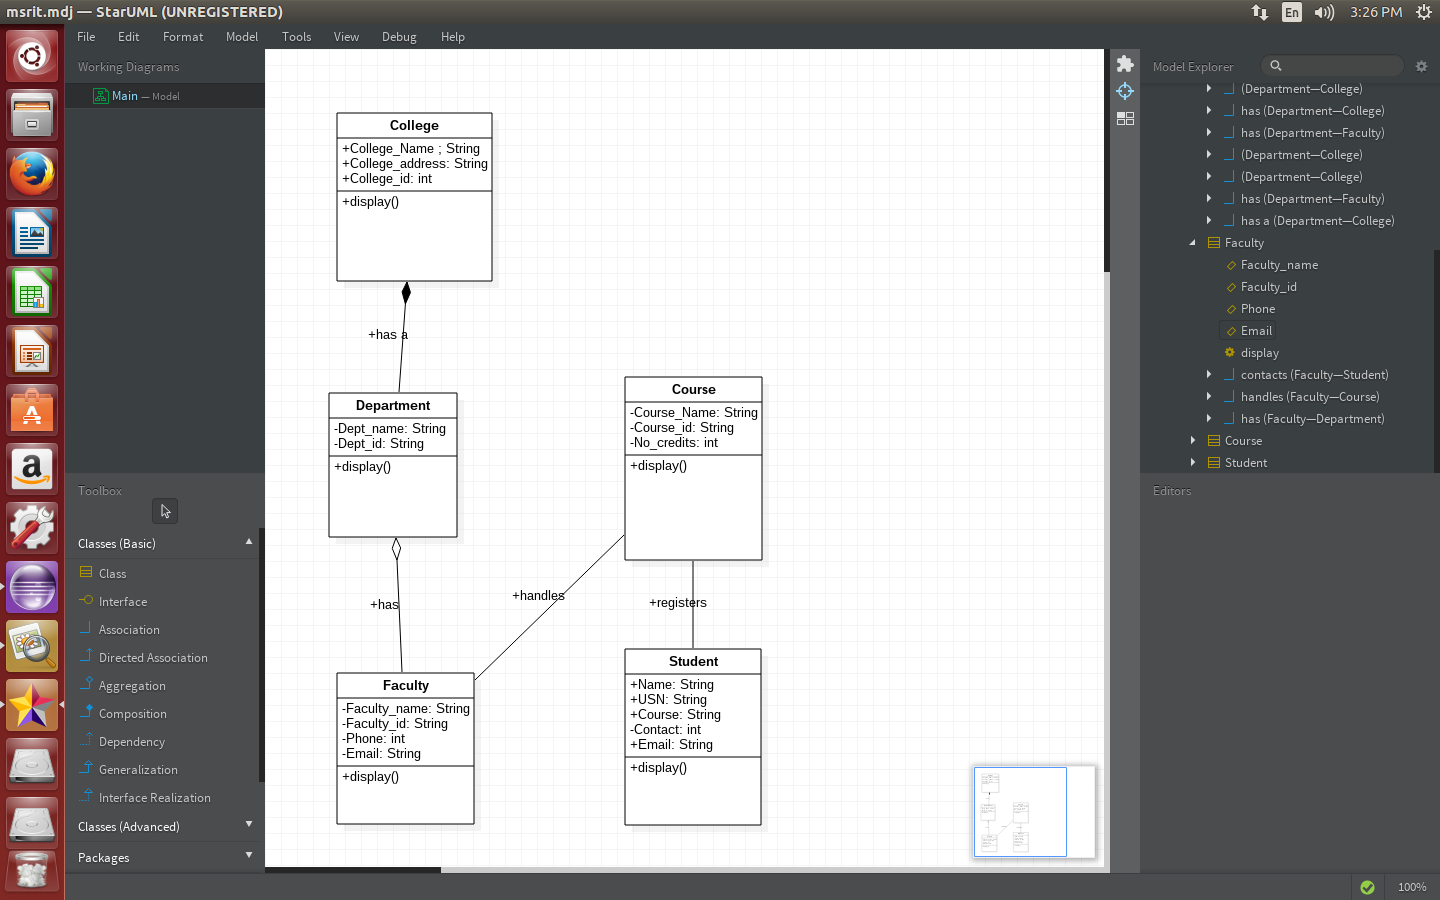 msrit.mdj — StarUML (UNREGISTERED)
En
3:26 PM
File Edit Format Model Tools View Debug Help
Working Diagrams
Main — Model
Toolbox
Classes (Basic)
Class
Interface
Association
Directed Association
Aggregation
Composition
Dependency
Generalization
Interface Realization
Classes (Advanced)
Packages
College
+College_Name ; String
+College_address: String
+College_id: int
+display()
+has a
Department
-Dept_name: String
-Dept_id: String
+display()
+has
Faculty
-Faculty_name: String
-Faculty_id: String
-Phone: int
-Email: String
+display()
+handles
Course
-Course_Name: String
-Course_id: String
-No_credits: int
+display()
+registers
Student
+Name: String
+USN: String
+Course: String
-Contact: int
+Email: String
+display()
Model Explorer
(Department—College)
has (Department—College)
has (Department—Faculty)
(Department—College)
(Department—College)
has (Department—Faculty)
has a (Department—College)
Faculty
Faculty_name
Faculty_id
Phone
Email
display
contacts (Faculty—Student)
handles (Faculty—Course)
has (Faculty—Department)
Course
Student
Editors
100%